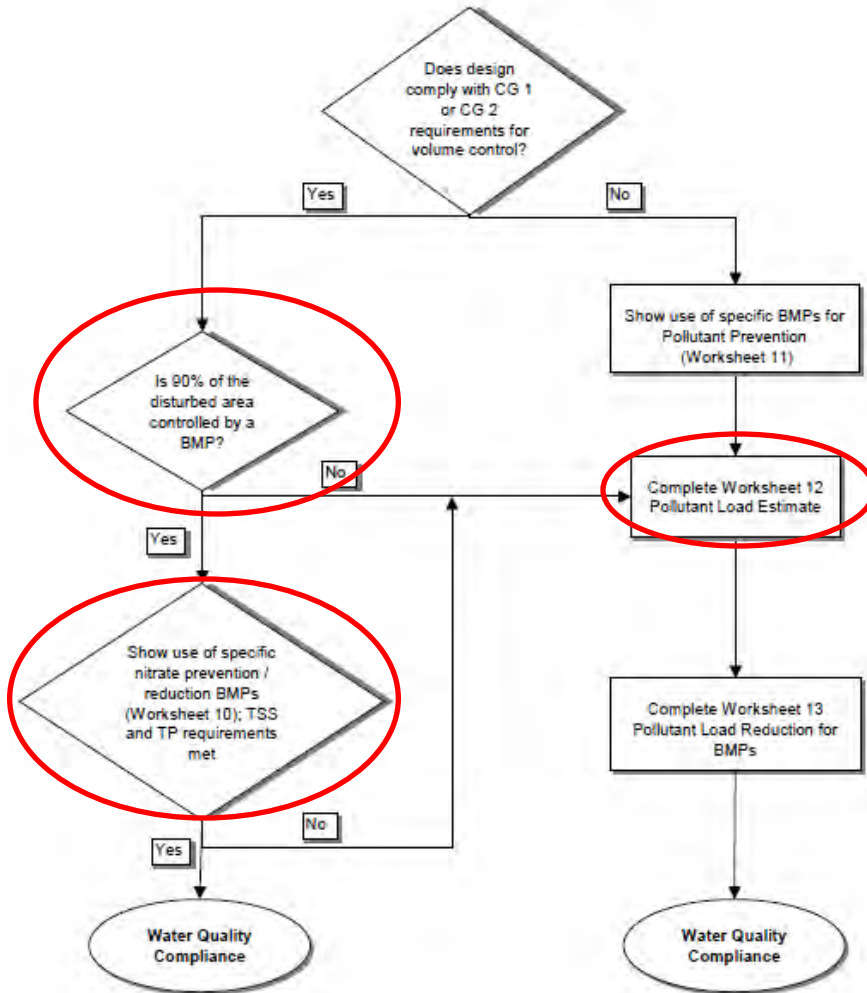 Does design
comply with CG 1
or CG 2
requirements for
volume control?
Yes
No
Show use of specific BMPs for
Pollutant Prevention
(Worksheet 11)
Is 90% of the
disturbed area
controlled by a
BMP?
No
Complete Worksheet 12
Pollutant Load Estimate
Yes
Show use of specific
nitrate prevention /
reduction BMPs
(Worksheet 10); TSS
and TP requirements
met
Complete Worksheet 13
Pollutant Load Reduction for
BMPs
No
Yes
Water Quality
Compliance
Water Quality
Compliance